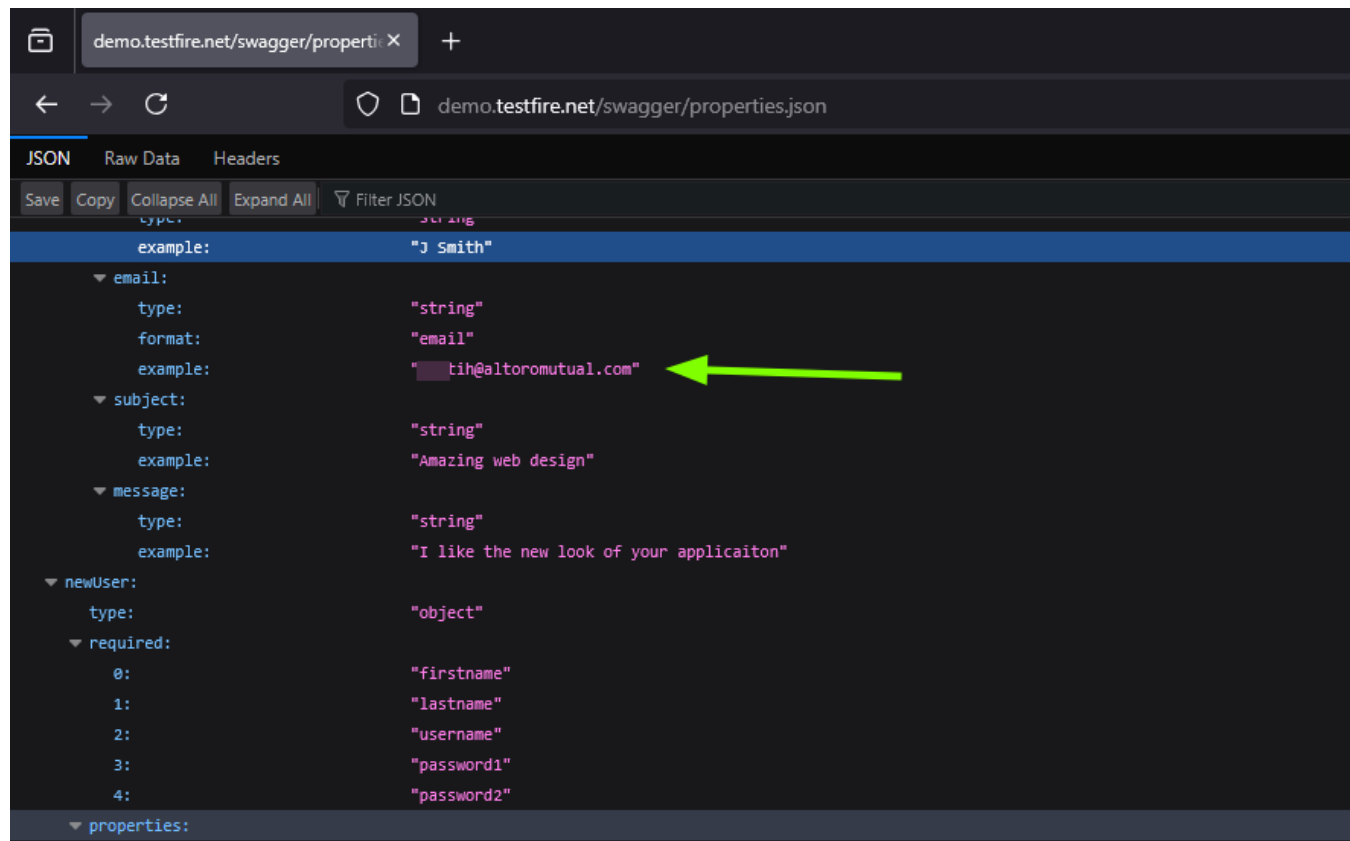 demo.testfire.net/swagger/properti
demo.testfire.net/swagger/properties.json
JSON Raw Data Headers
Save Copy Collapse All Expand All Filter JSON
type: "string"
example: "J Smith"
email:
type: "string"
format: "email"
example: "tih@altoromutual.com"
subject:
type: "string"
example: "Amazing web design"
message:
type: "string"
example: "I like the new look of your applicaiton"
newUser:
type: "object"
required:
0: "firstname"
1: "lastname"
2: "username"
3: "password1"
4: "password2"
properties: